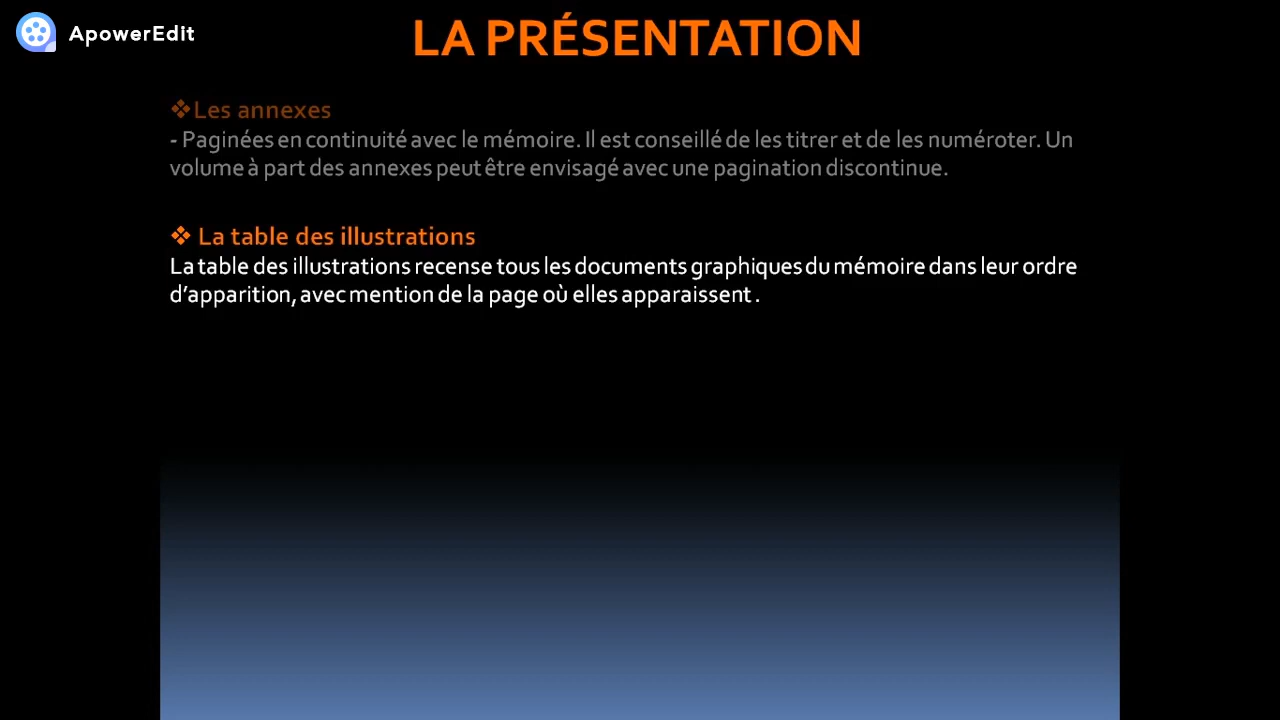 ApowerEdit
LA PRÉSENTATION
❖Les annexes
- Paginées en continuité avec le mémoire. Il est conseillé de les titrer et de les numéroter. Un
volume à part des annexes peut être envisagé avec une pagination discontinue.
❖ La table des illustrations
La table des illustrations recense tous les documents graphiques du mémoire dans leur ordre
d’apparition, avec mention de la page où elles apparaissent .